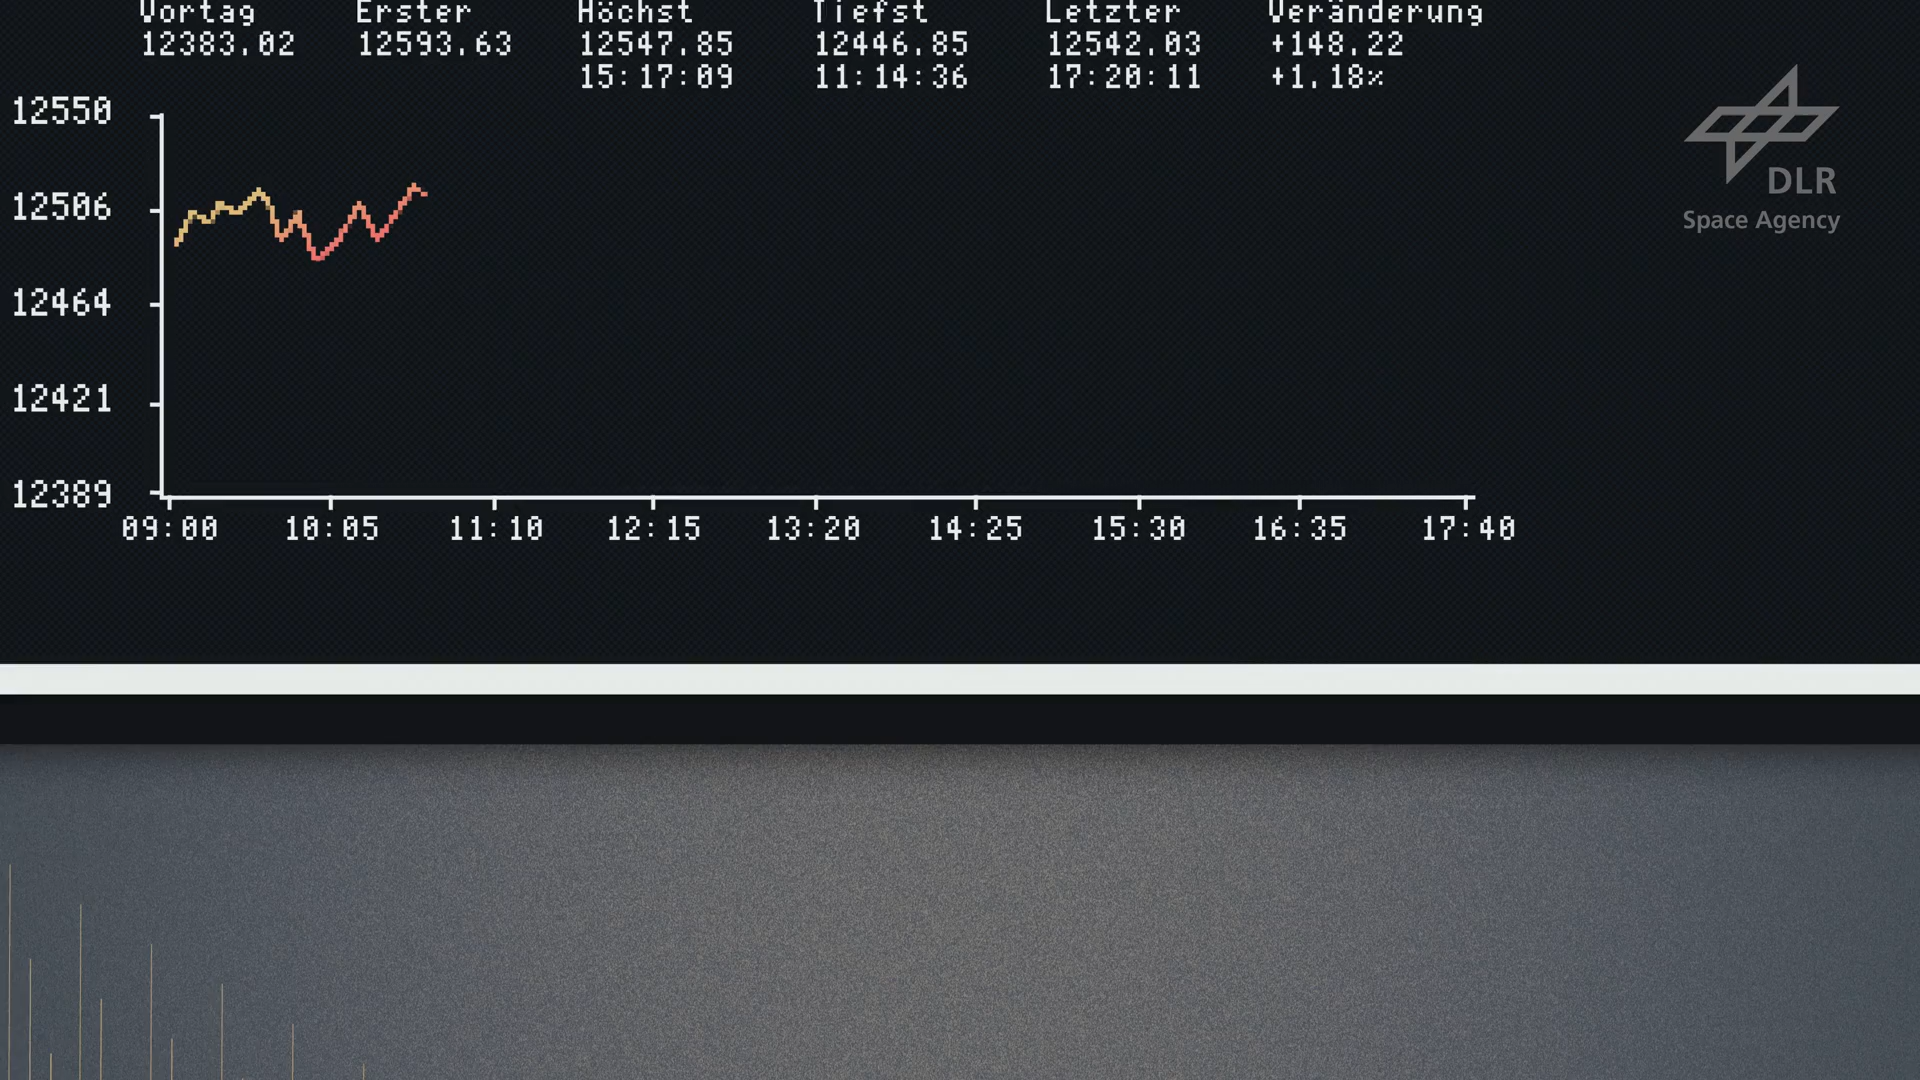 Vortag Erster Höchst Tiefst Letzter Veränderung
12383.02 12593.63 12547.85 12446.85 12542.03 +148.22
15:17:09 11:14:36 17:20:11 +1.18%
12550
12506
12464
12421
12389
09:00 10:05 11:10 12:15 13:20 14:25 15:30 16:35 17:40
DLR
Space Agency